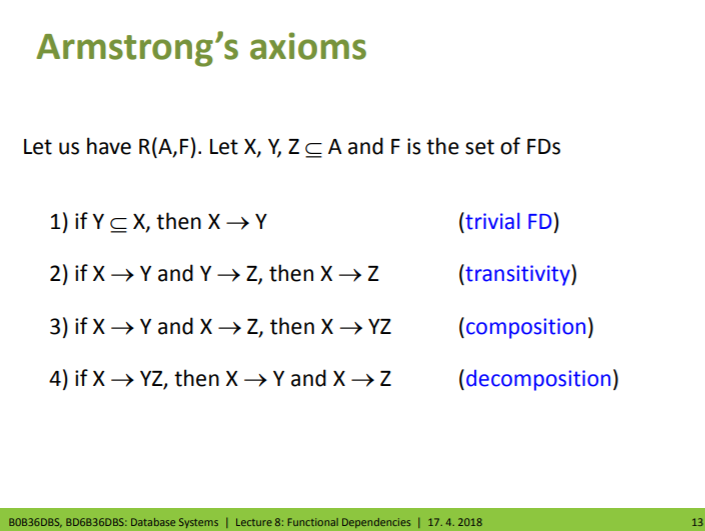 Armstrong’s axioms
Let us have R(A,F). Let X, Y, Z ⊆ A and F is the set of FDs
1) if Y ⊆ X, then X → Y (trivial FD)
2) if X → Y and Y → Z, then X → Z (transitivity)
3) if X → Y and X → Z, then X → YZ (composition)
4) if X → YZ, then X → Y and X → Z (decomposition)
B0B36DBS, BD6B36DBS: Database Systems | Lecture 8: Functional Dependencies | 17. 4. 2018 13